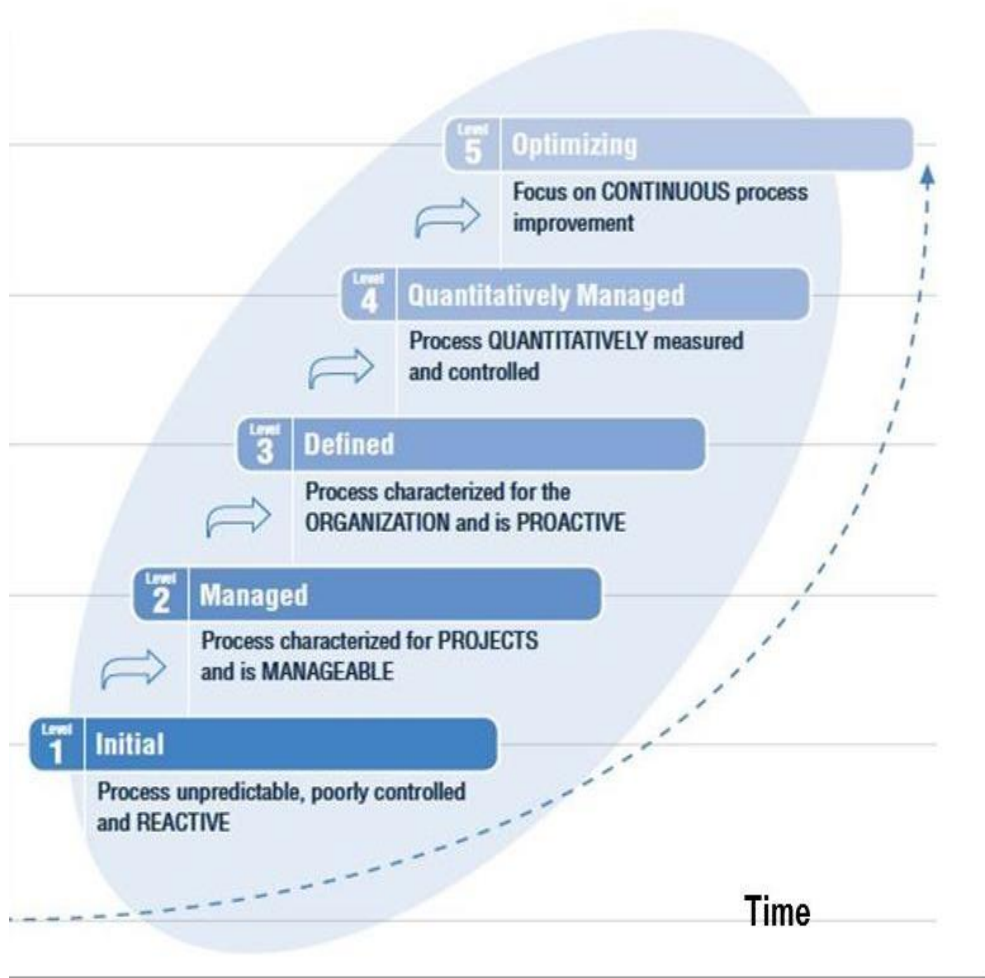 Level
5
Optimizing
Focus on CONTINUOUS process
improvement
Level
4
Quantitatively Managed
Process QUANTITATIVELY measured
and controlled
Level
3
Defined
Process characterized for the
ORGANIZATION and is PROACTIVE
Level
2
Managed
Process characterized for PROJECTS
and is MANAGEABLE
Level
1
Initial
Process unpredictable, poorly controlled
and REACTIVE
Time